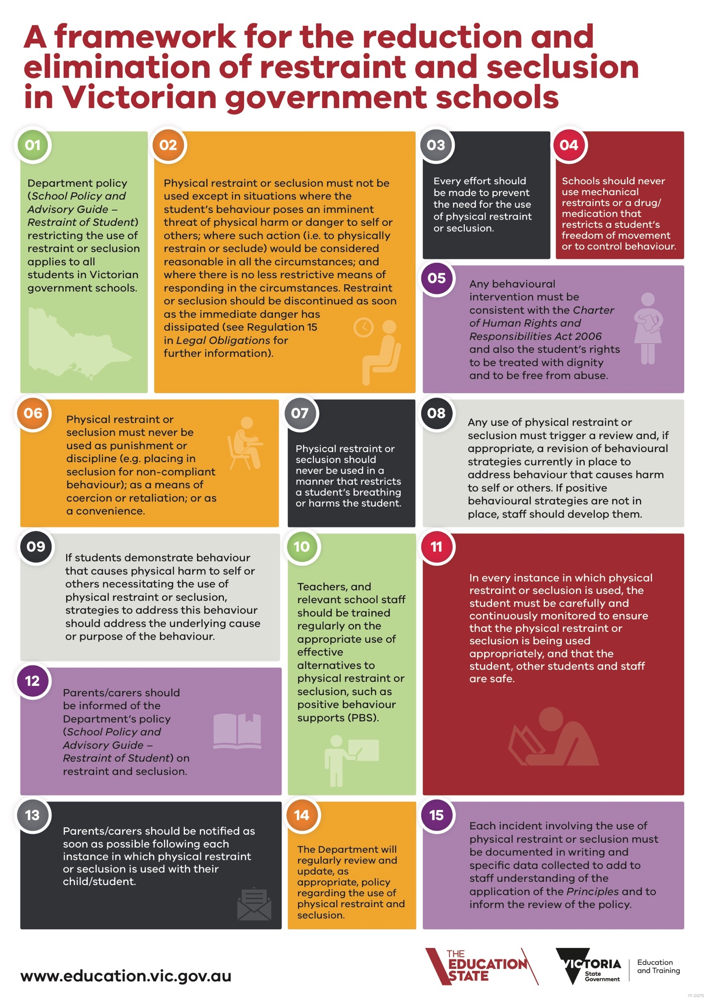 A framework for the reduction and
elimination of restraint and seclusion
in Victorian government schools
01
Department policy
(School Policy and
Advisory Guide –
Restraint of Student)
restricting the use of
restraint or seclusion
applies to all
students in Victorian
government schools.
02
Physical restraint or seclusion must not be
used except in situations where the
student's behaviour poses an imminent
threat of physical harm or danger to self or
others; where such action (i.e. to physically
restrain or seclude) would be considered
reasonable in all the circumstances; and
where there is no less restrictive means of
responding in the circumstances. Restraint
or seclusion should be discontinued as soon
as the immediate danger has
dissipated (see Regulation 15
in Legal Obligations for
further information).
03
Every effort should
be made to prevent
the need for the use
of physical restraint
or seclusion.
04
Schools should never
use mechanical
restraints or a drug/
medication that
restricts a student's
freedom of movement
or to control behaviour.
05
Any behavioural
intervention must be
consistent with the Charter
of Human Rights and
Responsibilities Act 2006
and also the student's rights
to be treated with dignity
and to be free from abuse.
06
Physical restraint or
seclusion must never be
used as punishment or
discipline (e.g. placing in
seclusion for non-compliant
behaviour); as a means of
coercion or retaliation; or as
a convenience.
07
Physical restraint or
seclusion should
never be used in a
manner that restricts
a student's breathing
or harms the student.
08
Any use of physical restraint or
seclusion must trigger a review and, if
appropriate, a revision of behavioural
strategies currently in place to
address behaviour that causes harm
to self or others. If positive
behavioural strategies are not in
place, staff should develop them.
09
If students demonstrate behaviour
that causes physical harm to self or
others necessitating the use of
physical restraint or seclusion,
strategies to address this behaviour
should address the underlying cause
or purpose of the behaviour.
10
Teachers, and
relevant school staff
should be trained
regularly on the
appropriate use of
effective
alternatives to
physical restraint or
seclusion, such as
positive behaviour
supports (PBS).
11
In every instance in which physical
restraint or seclusion is used, the
student must be carefully and
continuously monitored to ensure
that the physical restraint or
seclusion is being used
appropriately, and that the
student, other students and staff
are safe.
12
Parents/carers should
be informed of the
Department's policy
(School Policy and
Advisory Guide –
Restraint of Student) on
restraint and seclusion.
13
Parents/carers should be notified as
soon as possible following each
instance in which physical restraint
or seclusion is used with their
child/student.
14
The Department will
regularly review and
update, as
appropriate, policy
regarding the use of
physical restraint and
seclusion.
15
Each incident involving the use of
physical restraint or seclusion must
be documented in writing and
specific data collected to add to
staff understanding of the
application of the Principles and to
inform the review of the policy.
www.education.vic.gov.au
THE
EDUCATION
STATE
VICTORIA
State
Government
Education
and Training
17-0075